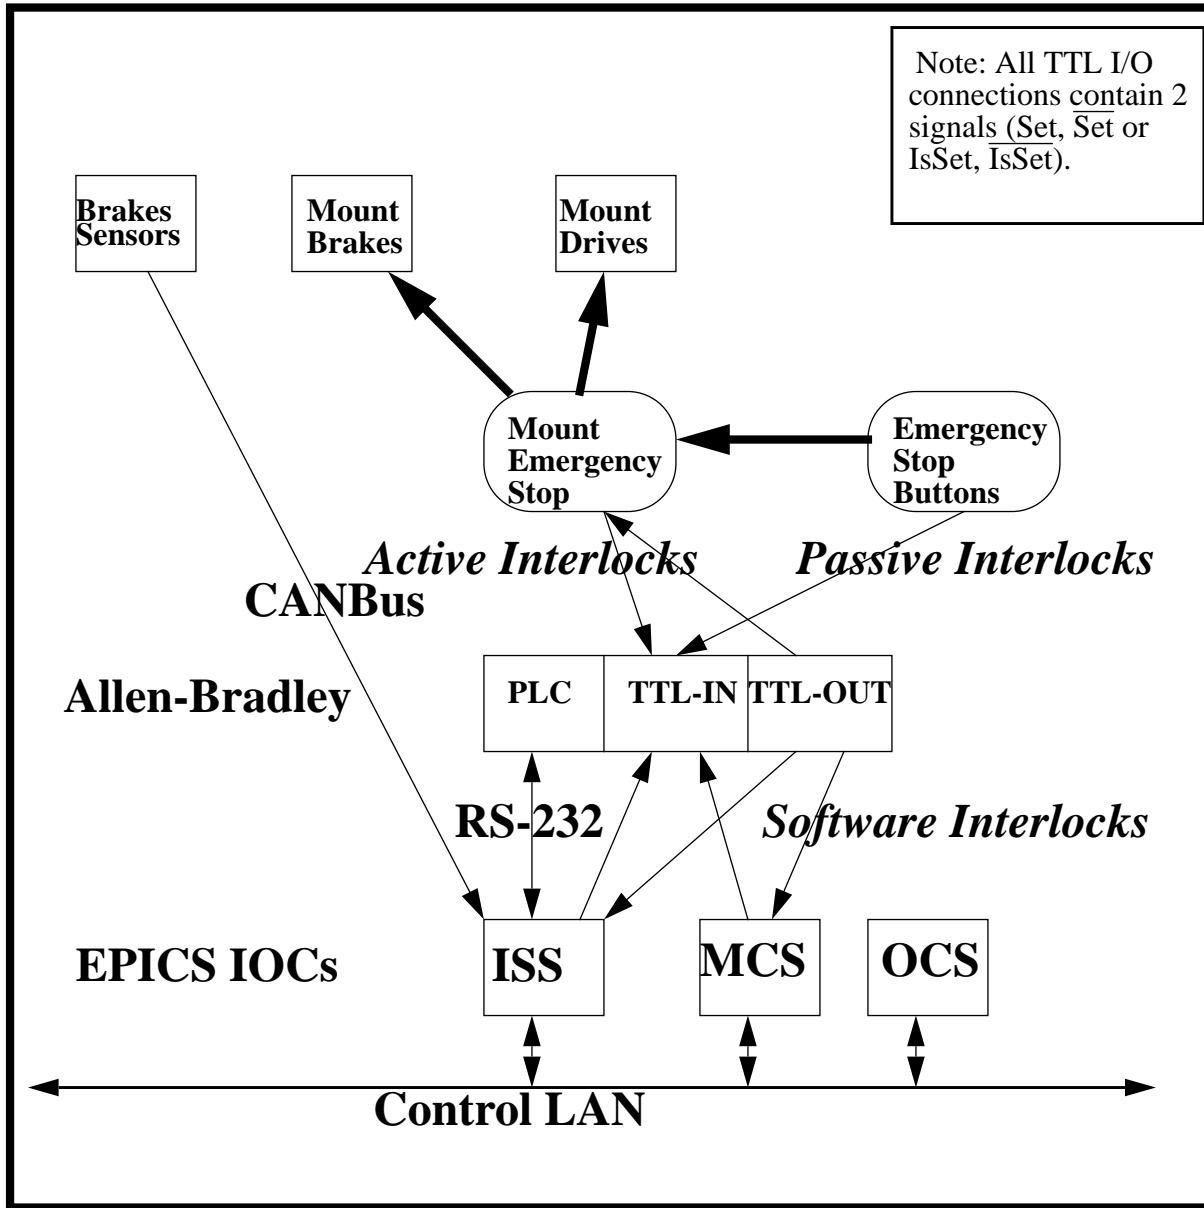 Note: All TTL I/O
connections contain 2
signals (Set, S̅e̅t̅ or
IsSet, I̅s̅S̅e̅t̅).
Brakes
Sensors
Mount
Brakes
Mount
Drives
Mount
Emergency
Stop
Emergency
Stop
Buttons
Active Interlocks
Passive Interlocks
CANBus
Allen-Bradley
PLC
TTL-IN
TTL-OUT
RS-232
Software Interlocks
EPICS IOCs
ISS
MCS
OCS
Control LAN